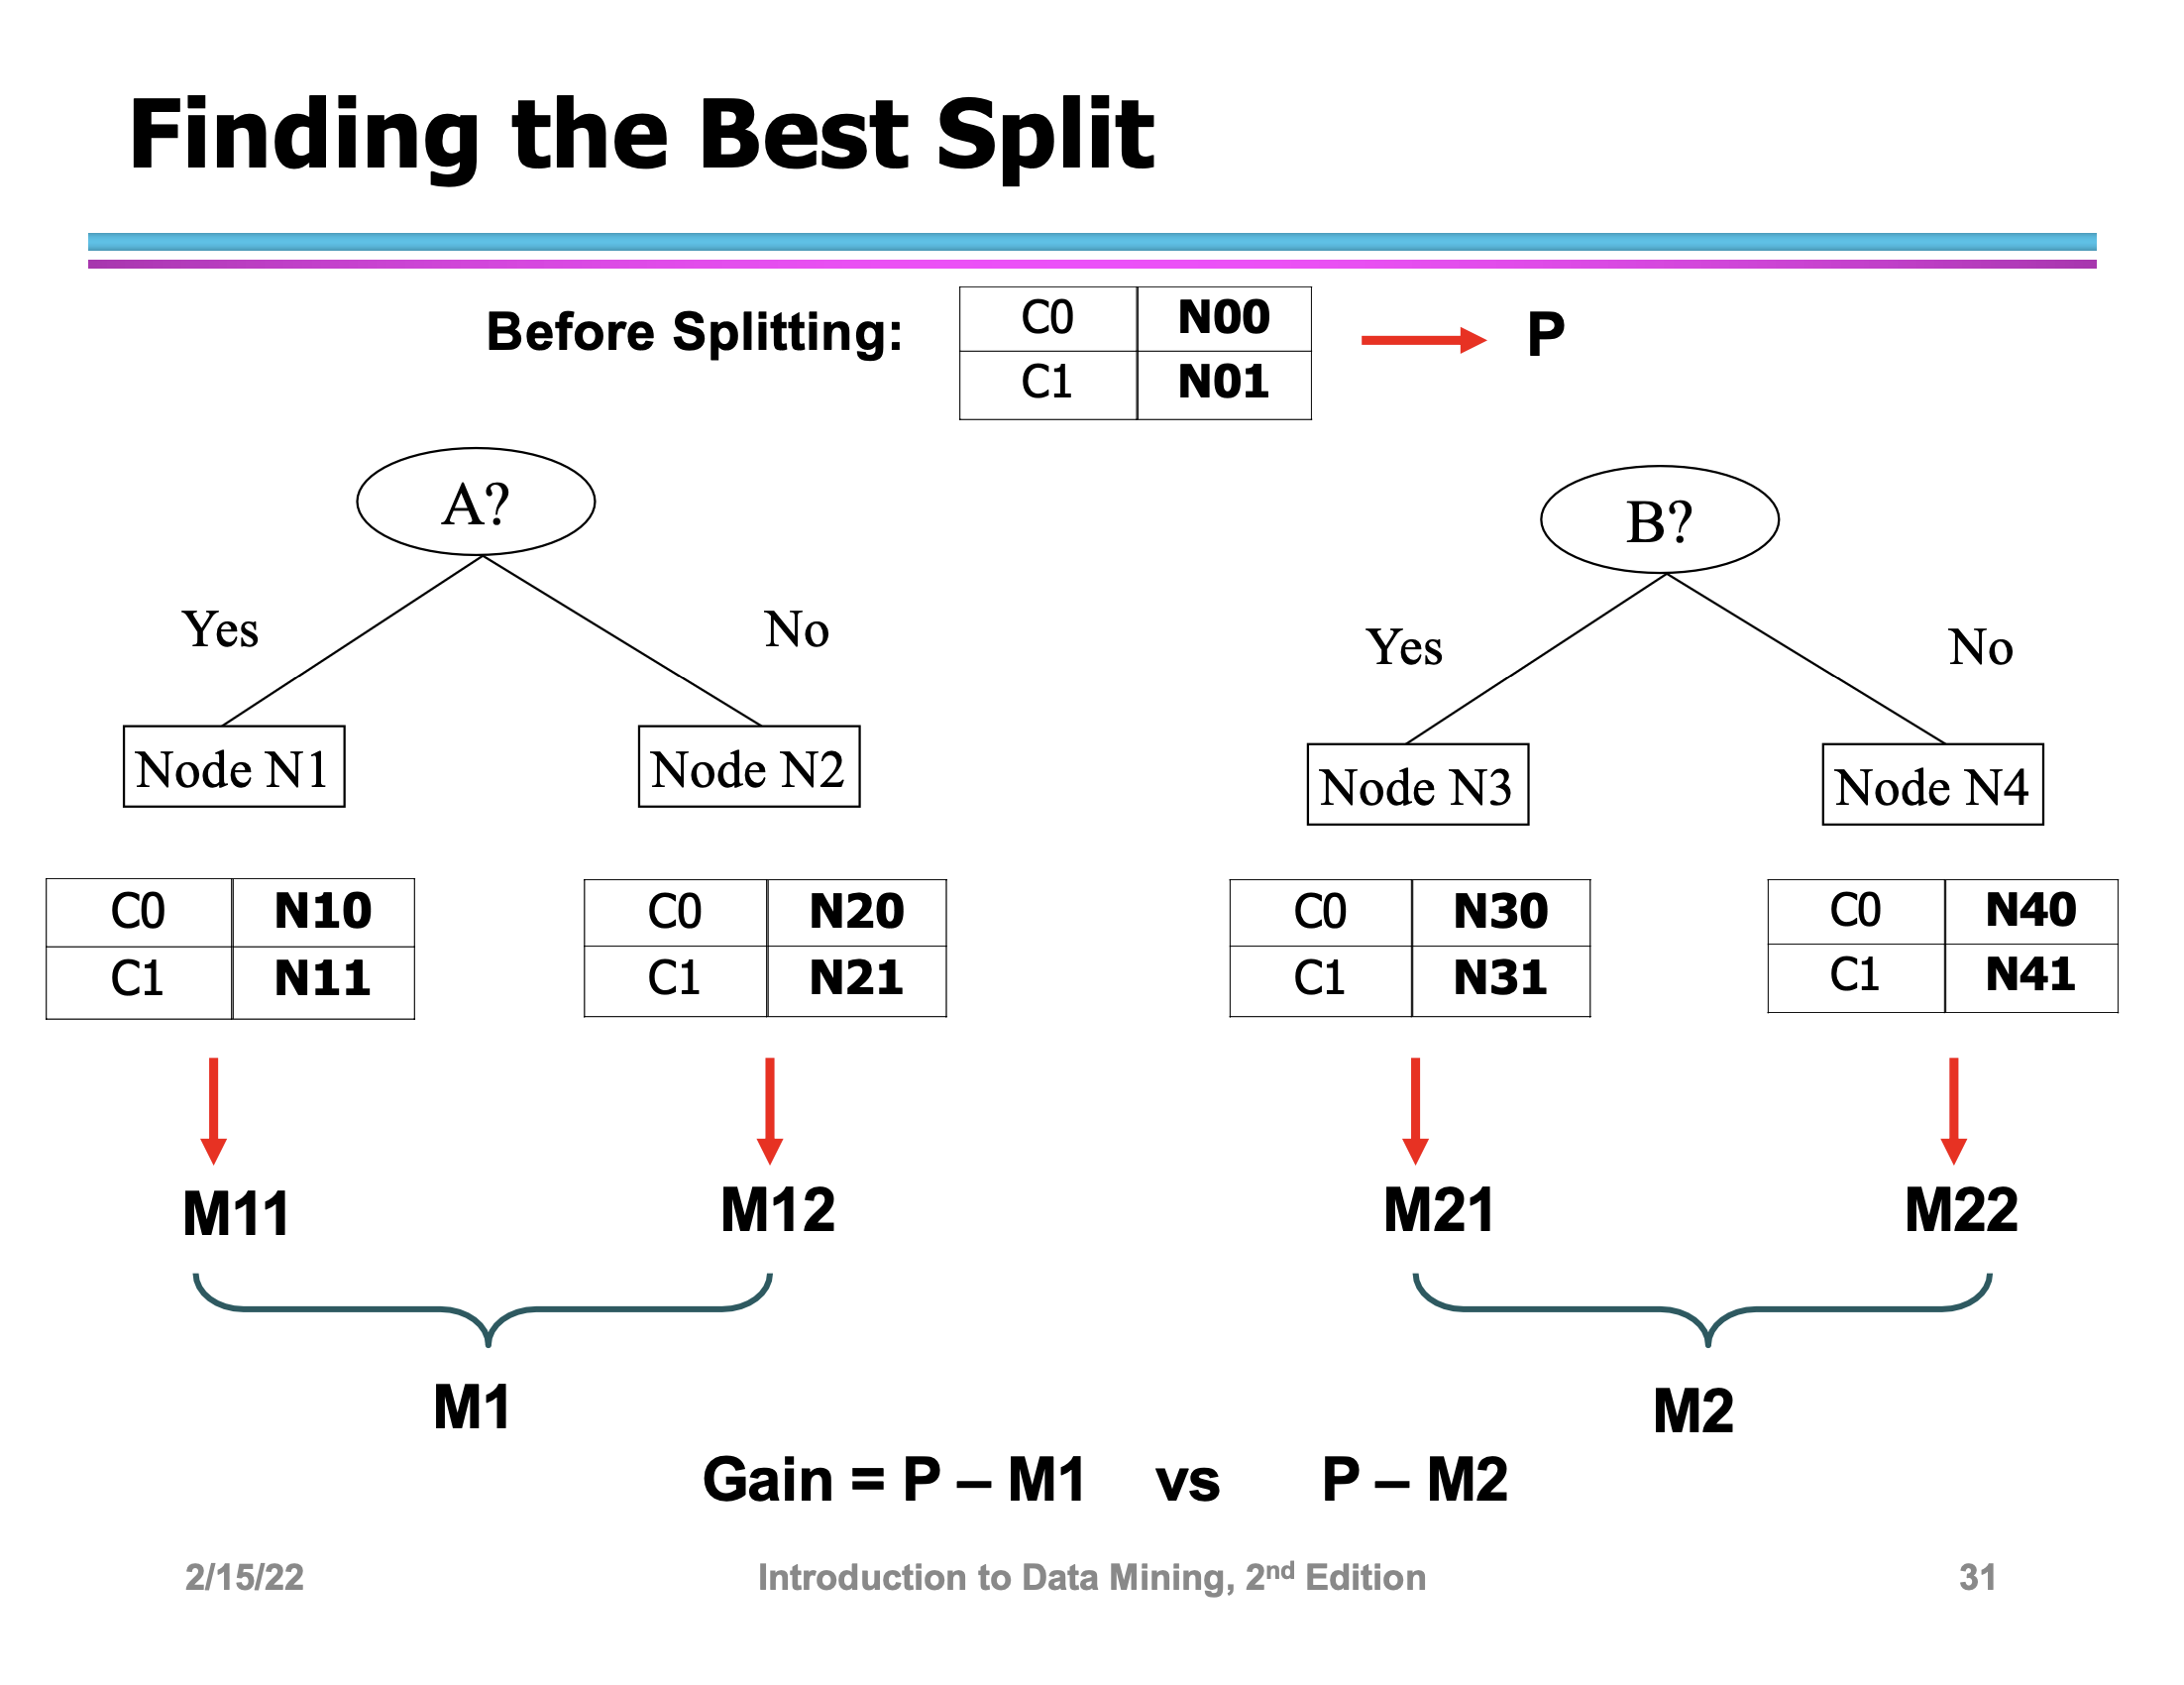 Finding the Best Split
Before Splitting:
C0 N00
C1 N01
P
A?
Yes
No
Node N1
Node N2
C0 N10
C1 N11
C0 N20
C1 N21
M11
M12
M1
B?
Yes
No
Node N3
Node N4
C0 N30
C1 N31
C0 N40
C1 N41
M21
M22
M2
Gain = P – M1 vs P – M2
2/15/22
Introduction to Data Mining, 2nd Edition
31